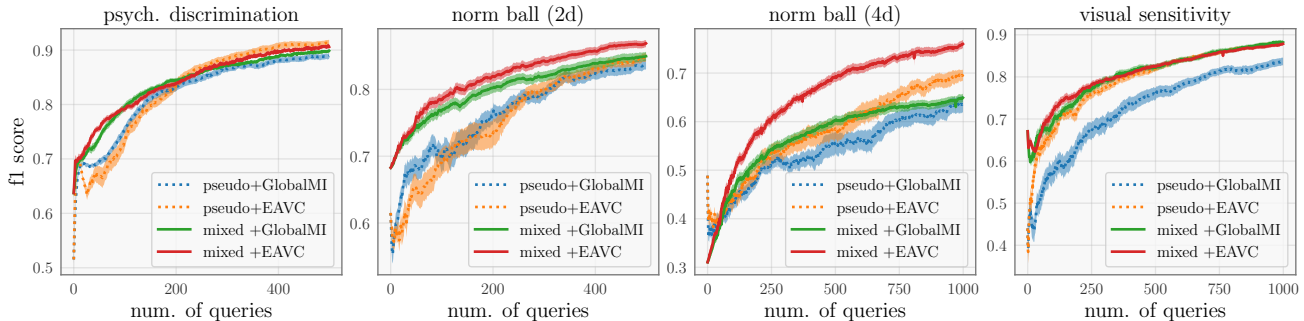 psych. discrimination
f1 score
0.9
0.8
0.7
0.6
0.5
pseudo+GlobalMI
pseudo+EAVC
mixed +GlobalMI
mixed +EAVC
0 200 400
num. of queries
norm ball (2d)
0.8
0.7
0.6
pseudo+GlobalMI
pseudo+EAVC
mixed +GlobalMI
mixed +EAVC
0 200 400
num. of queries
norm ball (4d)
0.7
0.6
0.5
0.4
0.3
pseudo+GlobalMI
pseudo+EAVC
mixed +GlobalMI
mixed +EAVC
0 250 500 750 1000
num. of queries
visual sensitivity
0.9
0.8
0.7
0.6
0.5
0.4
pseudo+GlobalMI
pseudo+EAVC
mixed +GlobalMI
mixed +EAVC
0 250 500 750 1000
num. of queries